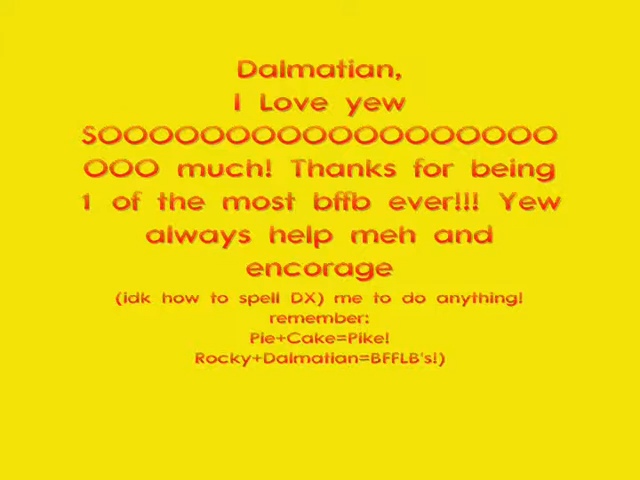 Dalmatian,
I Love yew
SOOOOOOOOOOOOOOOOOO
OOO much! Thanks for being
1 of the most bffb ever!!! Yew
always help meh and
encorage
(idk how to spell DX) me to do anything!
remember:
Pie+Cake=Pike!
Rocky+Dalmatian=BFFLB's!)